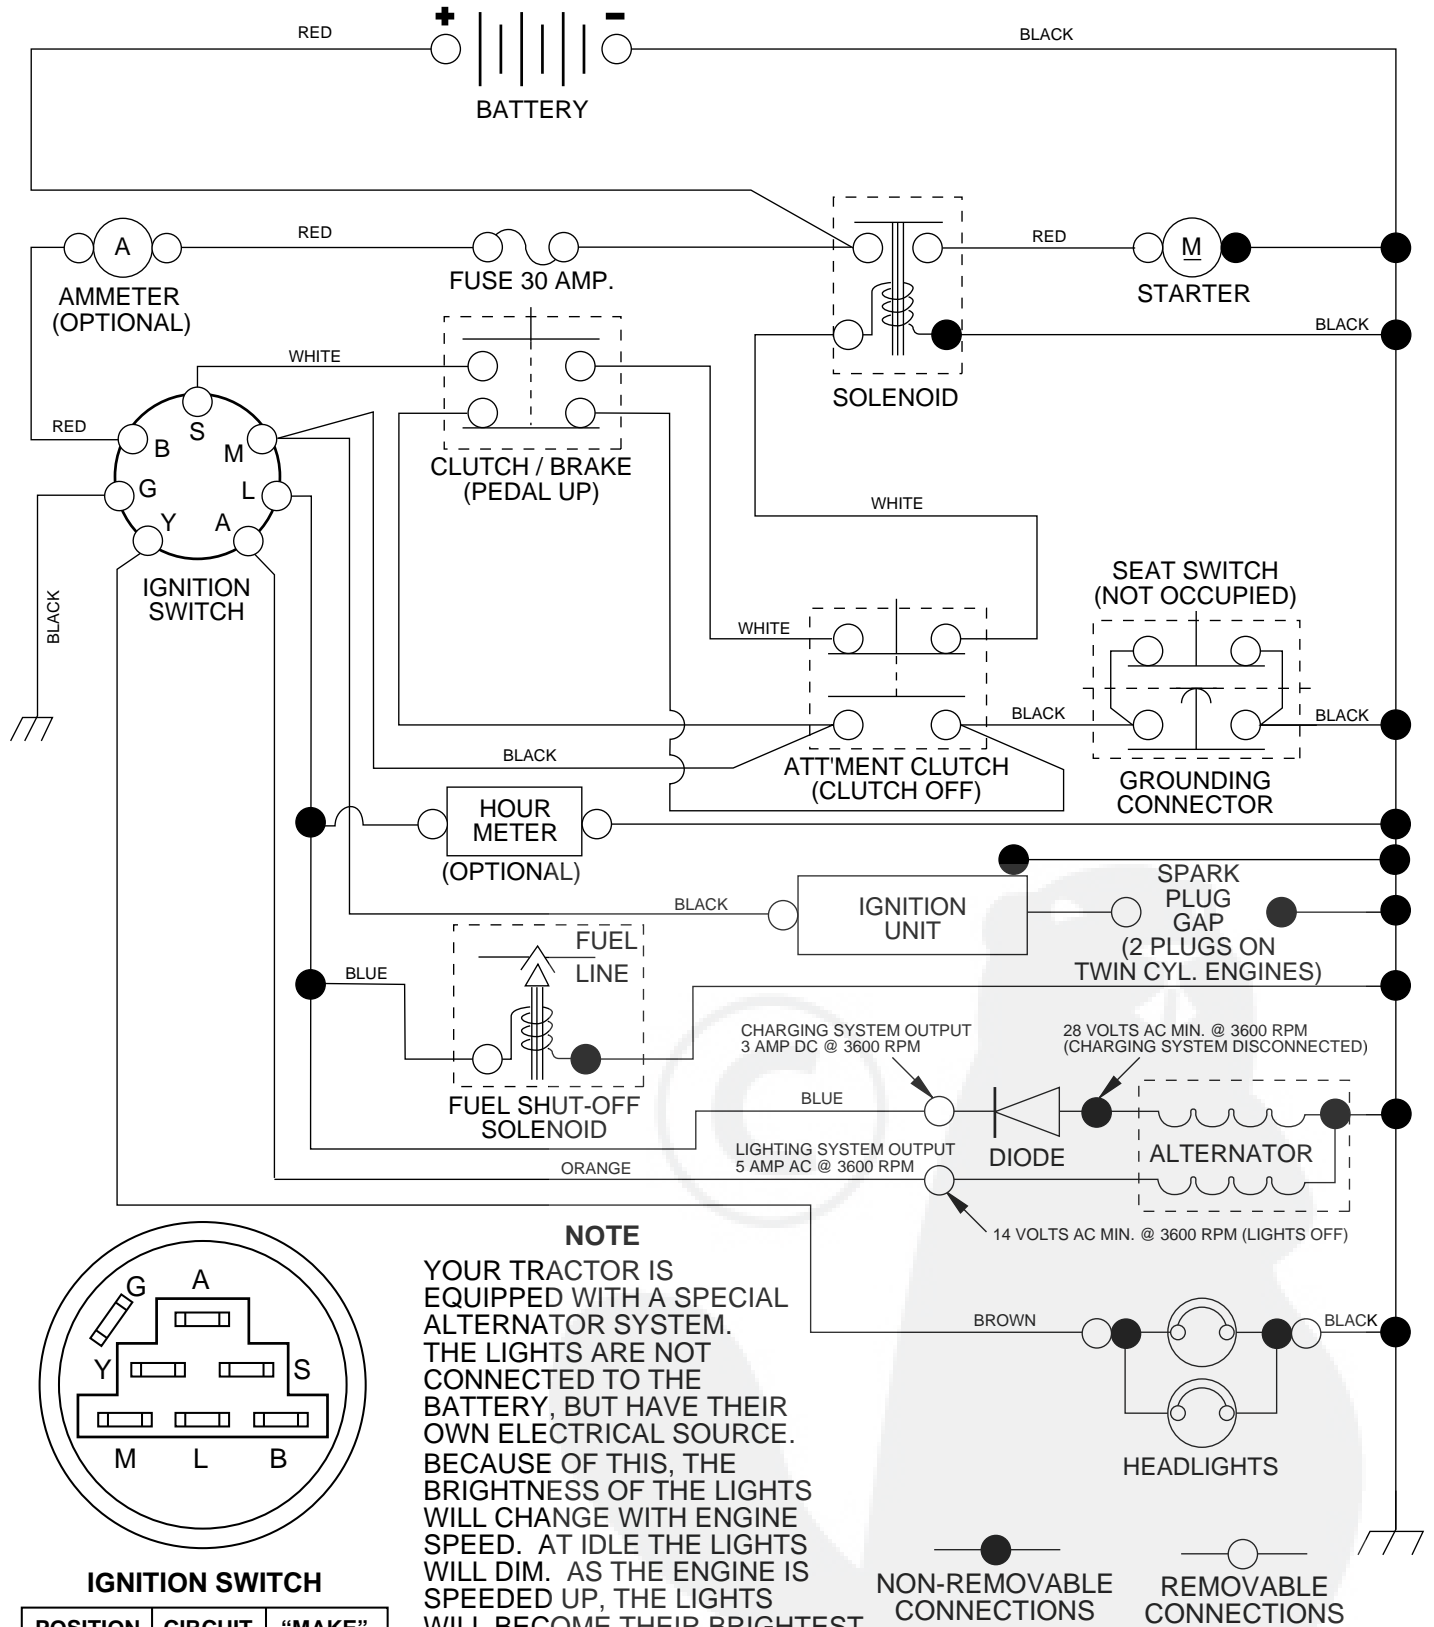 + −
RED
BLACK
BATTERY
A
RED
FUSE 30 AMP.
RED
M
STARTER
AMMETER
(OPTIONAL)
BLACK
SOLENOID
WHITE
RED
S
B
M
G
L
Y
A
CLUTCH / BRAKE
(PEDAL UP)
WHITE
IGNITION
SWITCH
BLACK
SEAT SWITCH
(NOT OCCUPIED)
WHITE
BLACK
BLACK
BLACK
ATT'MENT CLUTCH
(CLUTCH OFF)
GROUNDING
CONNECTOR
HOUR
METER
(OPTIONAL)
BLACK
IGNITION
UNIT
SPARK
PLUG
GAP
(2 PLUGS ON
TWIN CYL. ENGINES)
BLUE
FUEL
LINE
FUEL SHUT-OFF
SOLENOID
CHARGING SYSTEM OUTPUT
3 AMP DC @ 3600 RPM
28 VOLTS AC MIN. @ 3600 RPM
(CHARGING SYSTEM DISCONNECTED)
BLUE
DIODE
ALTERNATOR
LIGHTING SYSTEM OUTPUT
5 AMP AC @ 3600 RPM
ORANGE
14 VOLTS AC MIN. @ 3600 RPM (LIGHTS OFF)
©
BROWN
BLACK
HEADLIGHTS
G
A
Y
S
M
L
B
IGNITION SWITCH
POSITION CIRCUIT “MAKE”
NOTE
YOUR TRACTOR IS
EQUIPPED WITH A SPECIAL
ALTERNATOR SYSTEM.
THE LIGHTS ARE NOT
CONNECTED TO THE
BATTERY, BUT HAVE THEIR
OWN ELECTRICAL SOURCE.
BECAUSE OF THIS, THE
BRIGHTNESS OF THE LIGHTS
WILL CHANGE WITH ENGINE
SPEED. AT IDLE THE LIGHTS
WILL DIM. AS THE ENGINE IS
SPEEDED UP, THE LIGHTS
WILL BECOME THEIR BRIGHTEST
NON-REMOVABLE
CONNECTIONS
REMOVABLE
CONNECTIONS